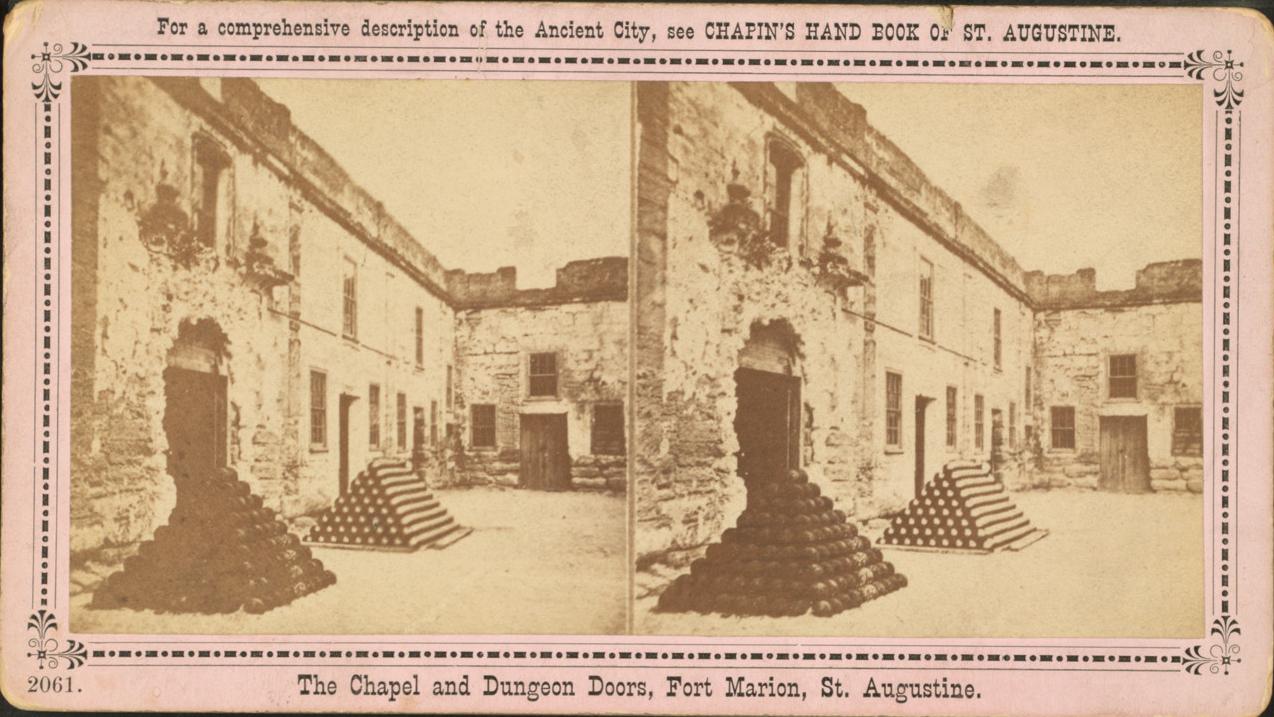 For a comprehensive description of the Ancient City, see CHAPIN'S HAND BOOK OF ST. AUGUSTINE.
2061.
The Chapel and Dungeon Doors, Fort Marion, St. Augustine.